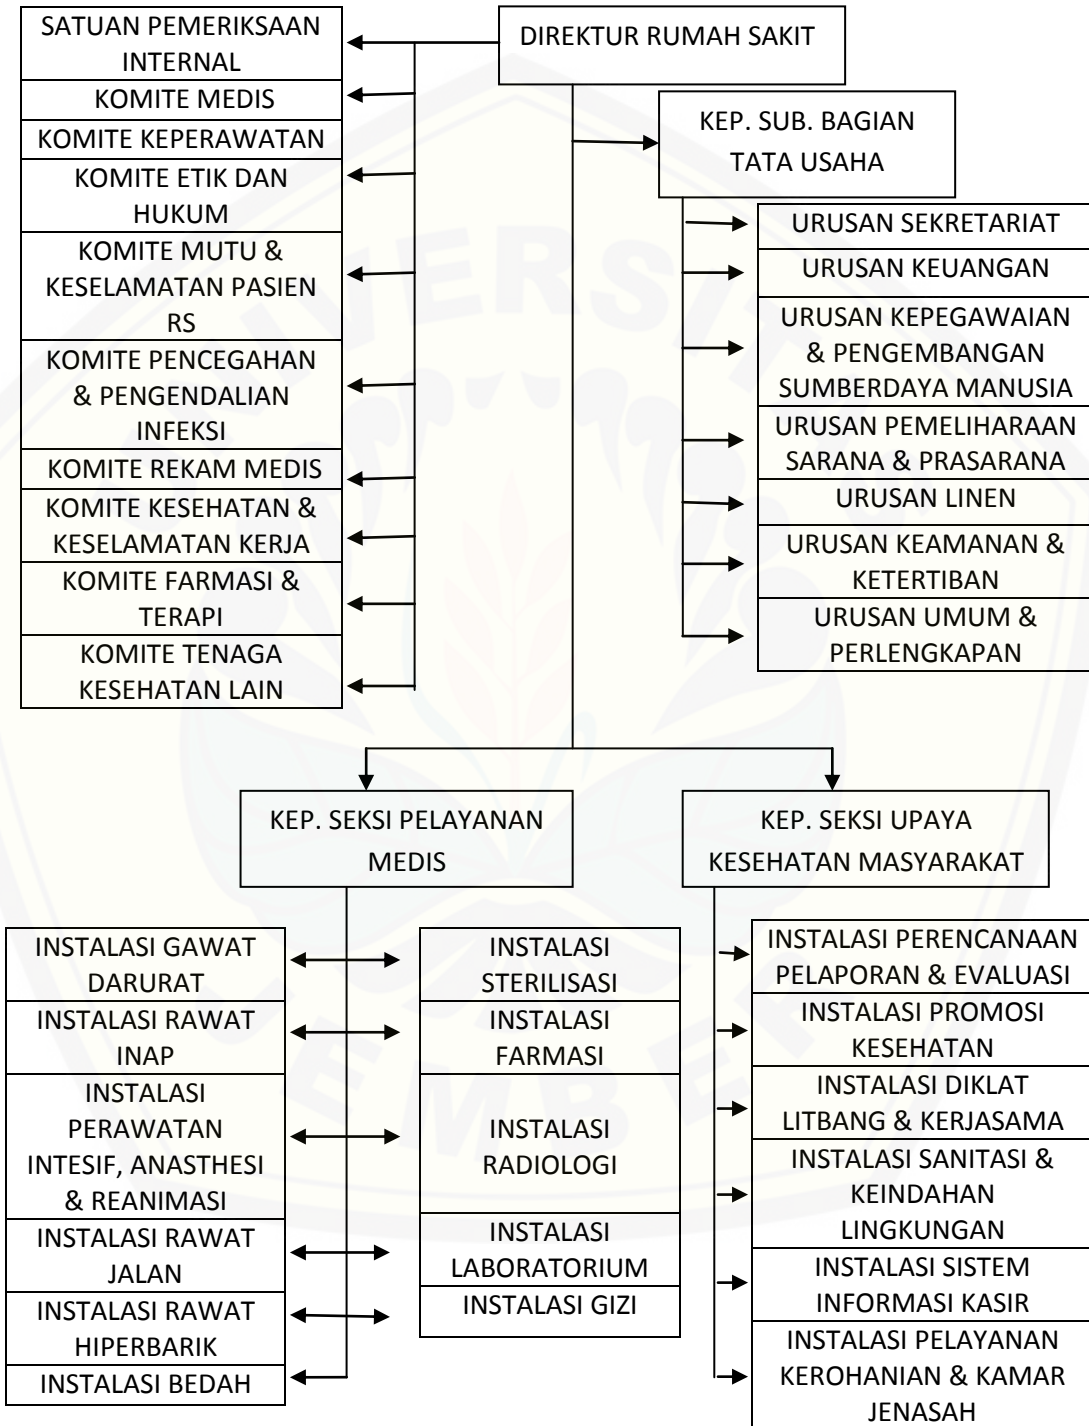 DIREKTUR RUMAH SAKIT
SATUAN PEMERIKSAAN
INTERNAL
KOMITE MEDIS
KOMITE KEPERAWATAN
KOMITE ETIK DAN
HUKUM
KOMITE MUTU &
KESELAMATAN PASIEN
RS
KOMITE PENCEGAHAN
& PENGENDALIAN
INFEKSI
KOMITE REKAM MEDIS
KOMITE KESEHATAN &
KESELAMATAN KERJA
KOMITE FARMASI &
TERAPI
KOMITE TENAGA
KESEHATAN LAIN
KEP. SUB. BAGIAN
TATA USAHA
URUSAN SEKRETARIAT
URUSAN KEUANGAN
URUSAN KEPEGAWAIAN
& PENGEMBANGAN
SUMBERDAYA MANUSIA
URUSAN PEMELIHARAAN
SARANA & PRASARANA
URUSAN LINEN
URUSAN KEAMANAN &
KETERTIBAN
URUSAN UMUM &
PERLENGKAPAN
KEP. SEKSI PELAYANAN
MEDIS
INSTALASI GAWAT
DARURAT
INSTALASI RAWAT
INAP
INSTALASI
PERAWATAN
INTESIF, ANASTHESI
& REANIMASI
INSTALASI RAWAT
JALAN
INSTALASI RAWAT
HIPERBARIK
INSTALASI BEDAH
INSTALASI
STERILISASI
INSTALASI
FARMASI
INSTALASI
RADIOLOGI
INSTALASI
LABORATORIUM
INSTALASI GIZI
KEP. SEKSI UPAYA
KESEHATAN MASYARAKAT
INSTALASI PERENCANAAN
PELAPORAN & EVALUASI
INSTALASI PROMOSI
KESEHATAN
INSTALASI DIKLAT
LITBANG & KERJASAMA
INSTALASI SANITASI &
KEINDAHAN
LINGKUNGAN
INSTALASI SISTEM
INFORMASI KASIR
INSTALASI PELAYANAN
KEROHANIAN & KAMAR
JENASAH
UNIVERSITAS
JEMBER